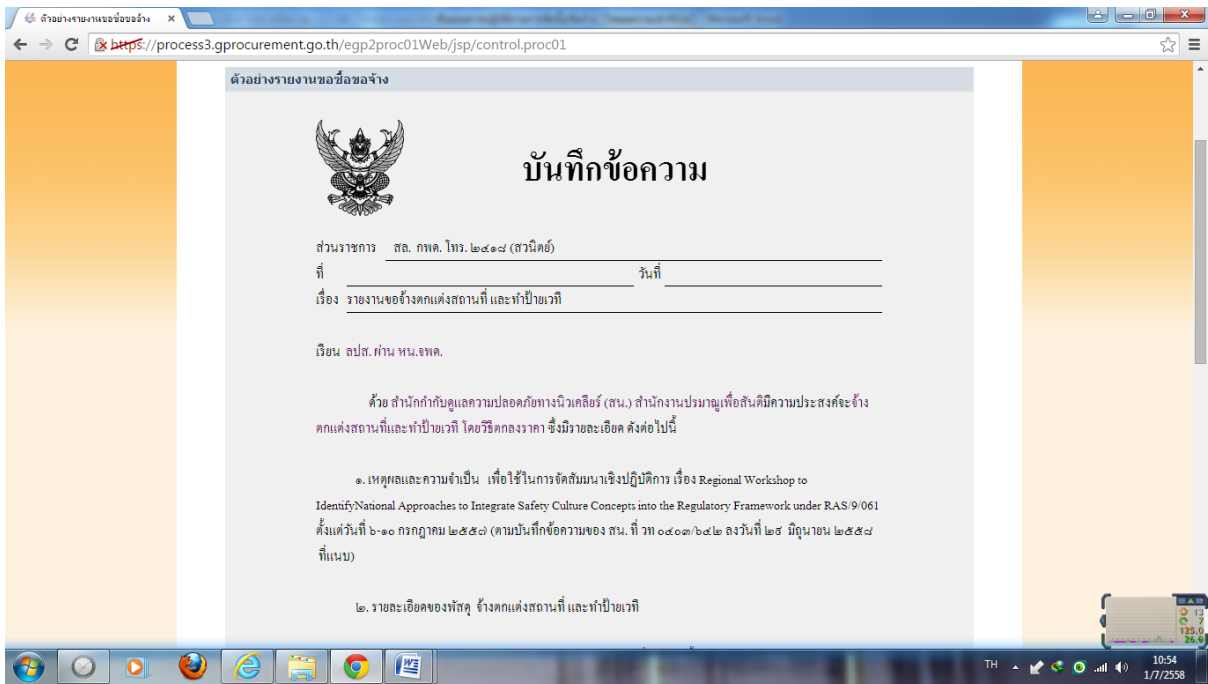 ตัวอย่างรายงานขอซื้อขอจ้าง
https://process3.gprocurement.go.th/egp2proc01Web/jsp/control.proc01
ตัวอย่างรายงานขอซื้อขอจ้าง
บันทึกข้อความ
ส่วนราชการ สล. กพค. โทร. ๒๔๑๘ (สวนิตย์)
ที่ วันที่
เรื่อง รายงานขอจ้างตกแต่งสถานที่ และทำป้ายเวที
เรียน ลปส. ผ่าน หน.จพค.
ด้วย สำนักกำกับดูแลความปลอดภัยทางนิวเคลียร์ (สน.) สำนักงานปรมาณูเพื่อสันติมีความประสงค์จะจ้าง
ตกแต่งสถานที่และทำป้ายเวที โดยวิธีตกลงราคา ซึ่งมีรายละเอียด ดังต่อไปนี้
๑. เหตุผลและความจำเป็น เพื่อใช้ในการจัดสัมมนาเชิงปฏิบัติการ เรื่อง Regional Workshop to
IdentifyNational Approaches to Integrate Safety Culture Concepts into the Regulatory Framework under RAS/9/061
ตั้งแต่วันที่ ๖-๑๐ กรกฎาคม ๒๕๕๘ (ตามบันทึกข้อความของ สน. ที่ วท ๐๔๐๓/๖๔๒ ลงวันที่ ๒๙ มิถุนายน ๒๕๕๘
ที่แนบ)
๒. รายละเอียดของพัสดุ จ้างตกแต่งสถานที่ และทำป้ายเวที
13
7
125.0
26.0
TH
10:54
1/7/2558